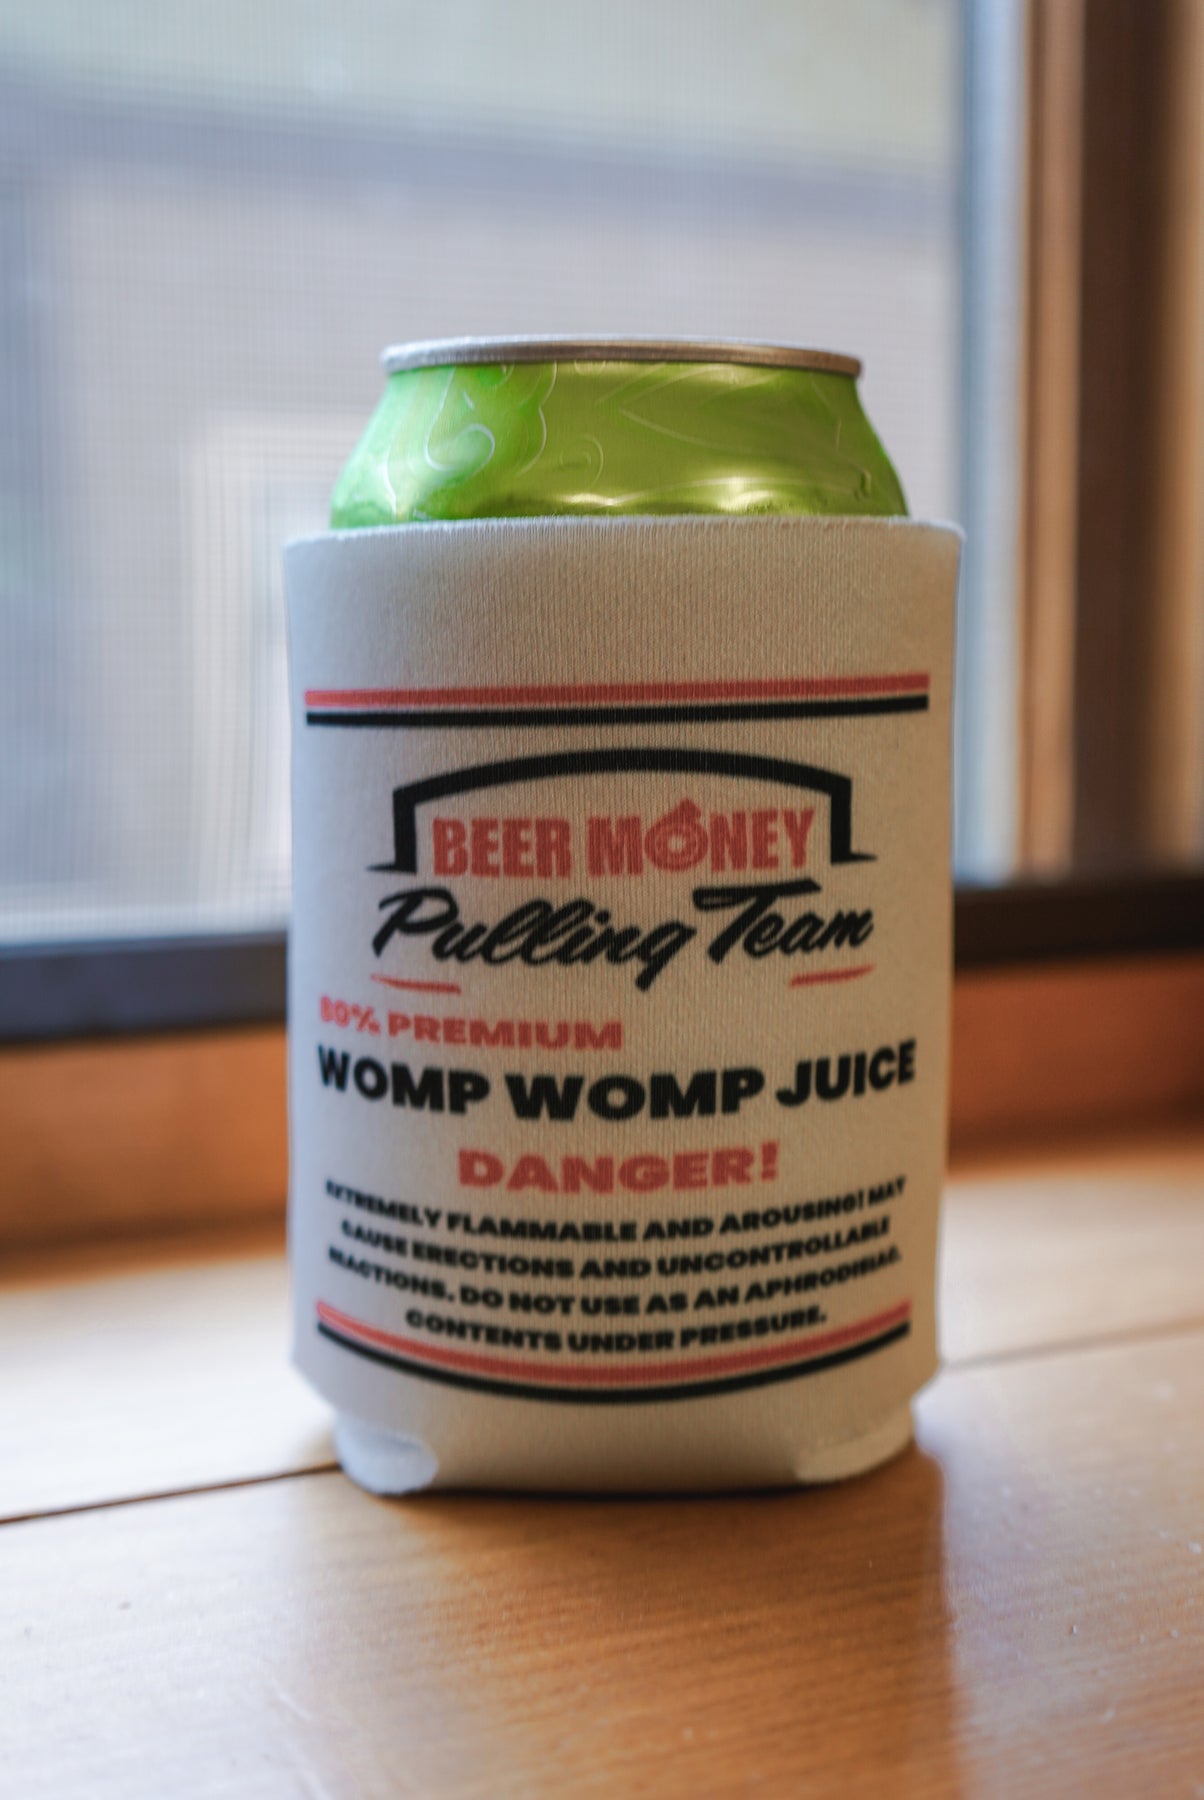 BEER MONEY
Pulling Team
80% PREMIUM
WOMP WOMP JUICE
DANGER!
EXTREMELY FLAMMABLE AND AROUSING! MAY
CAUSE ERECTIONS AND UNCONTROLLABLE
REACTIONS. DO NOT USE AS AN APHRODISIAC.
CONTENTS UNDER PRESSURE.